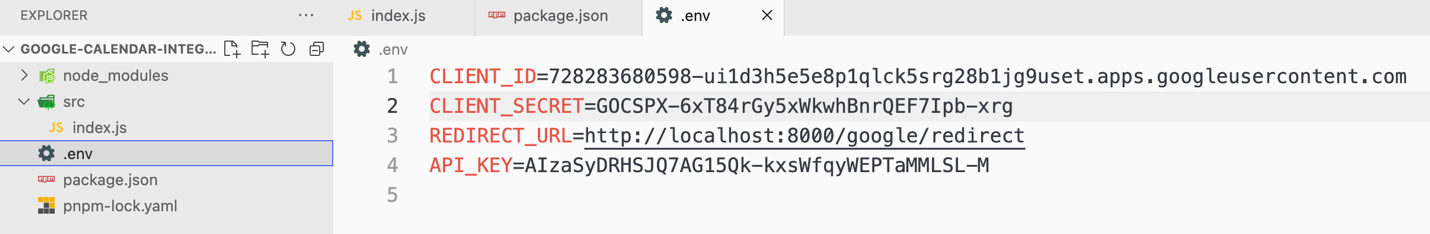 EXPLORER
JS index.js
package.json
.env
GOOGLE-CALENDAR-INTEG...
.env
node_modules
src
JS index.js
.env
package.json
pnpm-lock.yaml
1 CLIENT_ID=728283680598-ui1d3h5e5e8p1qlck5srg28b1jg9uset.apps.googleusercontent.com
2 CLIENT_SECRET=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
3 REDIRECT_URL=http://localhost:8000/google/redirect
4 API_KEY=AIzaSyDRHSJQ7AG15Qk-kxsWfqyWEPTaMMLSL-M
5